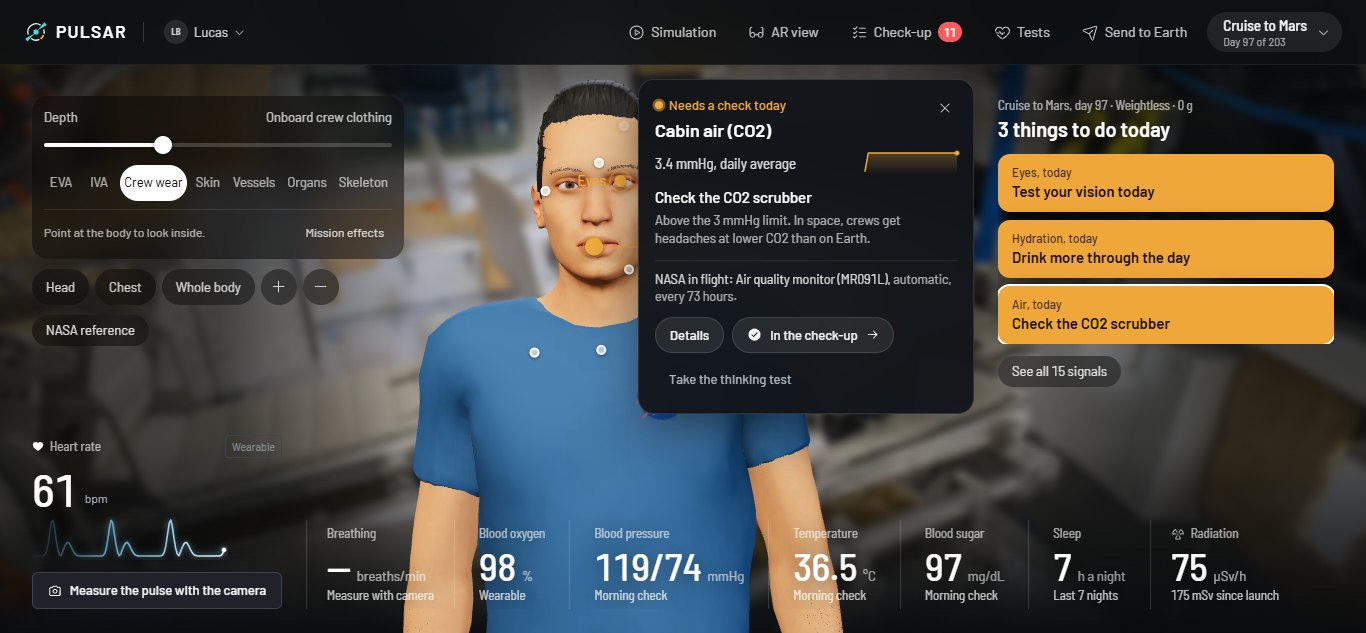 PULSAR
LB Lucas
Simulation
AR view
Check-up 11
Tests
Send to Earth
Cruise to Mars
Day 97 of 203
Depth
Onboard crew clothing
EVA IVA Crew wear Skin Vessels Organs Skeleton
Point at the body to look inside.
Mission effects
Head
Chest
Whole body
+
−
NASA reference
Eyes
Needs a check today
Cabin air (CO2)
3.4 mmHg, daily average
Check the CO2 scrubber
Above the 3 mmHg limit. In space, crews get
headaches at lower CO2 than on Earth.
NASA in flight: Air quality monitor (MR091L), automatic,
every 73 hours.
Details
In the check-up →
Take the thinking test
Cruise to Mars, day 97 · Weightless · 0 g
3 things to do today
Eyes, today
Test your vision today
Hydration, today
Drink more through the day
Air, today
Check the CO2 scrubber
See all 15 signals
Heart rate
Wearable
61 bpm
Measure the pulse with the camera
Breathing
— breaths/min
Measure with camera
Blood oxygen
98 %
Wearable
Blood pressure
119/74 mmHg
Morning check
Temperature
36.5 °C
Morning check
Blood sugar
97 mg/dL
Morning check
Sleep
7 h a night
Last 7 nights
Radiation
75 µSv/h
175 mSv since launch